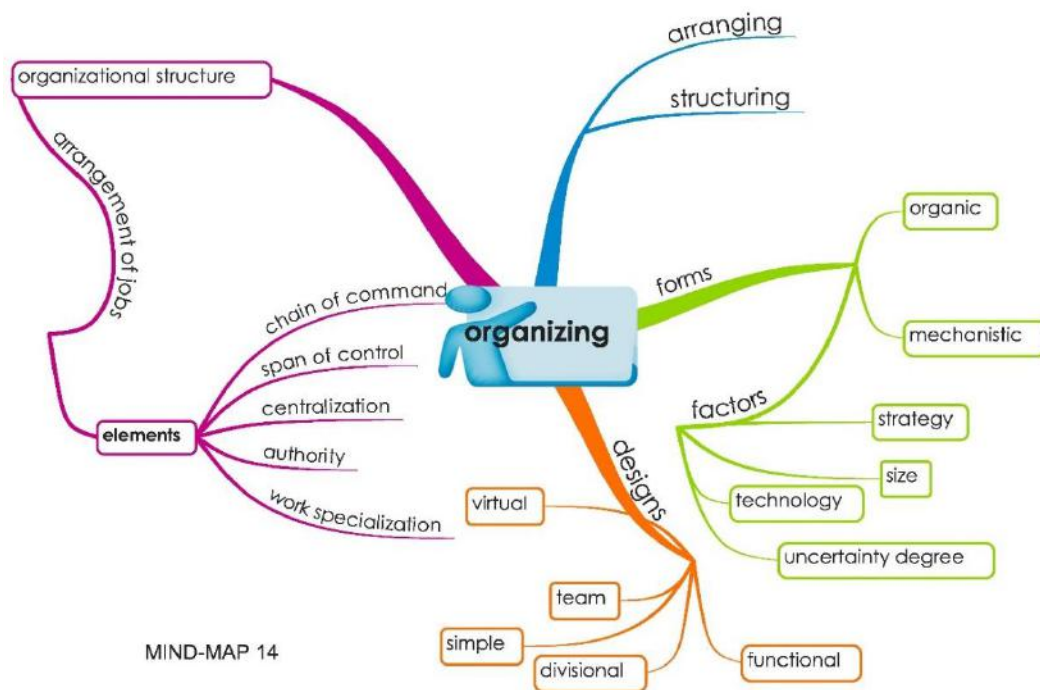 organizing
arranging
structuring
organizational structure
arrangement of jobs
elements
chain of command
span of control
centralization
authority
work specialization
forms
organic
mechanistic
factors
strategy
size
technology
uncertainty degree
designs
virtual
team
simple
divisional
functional
MIND-MAP 14